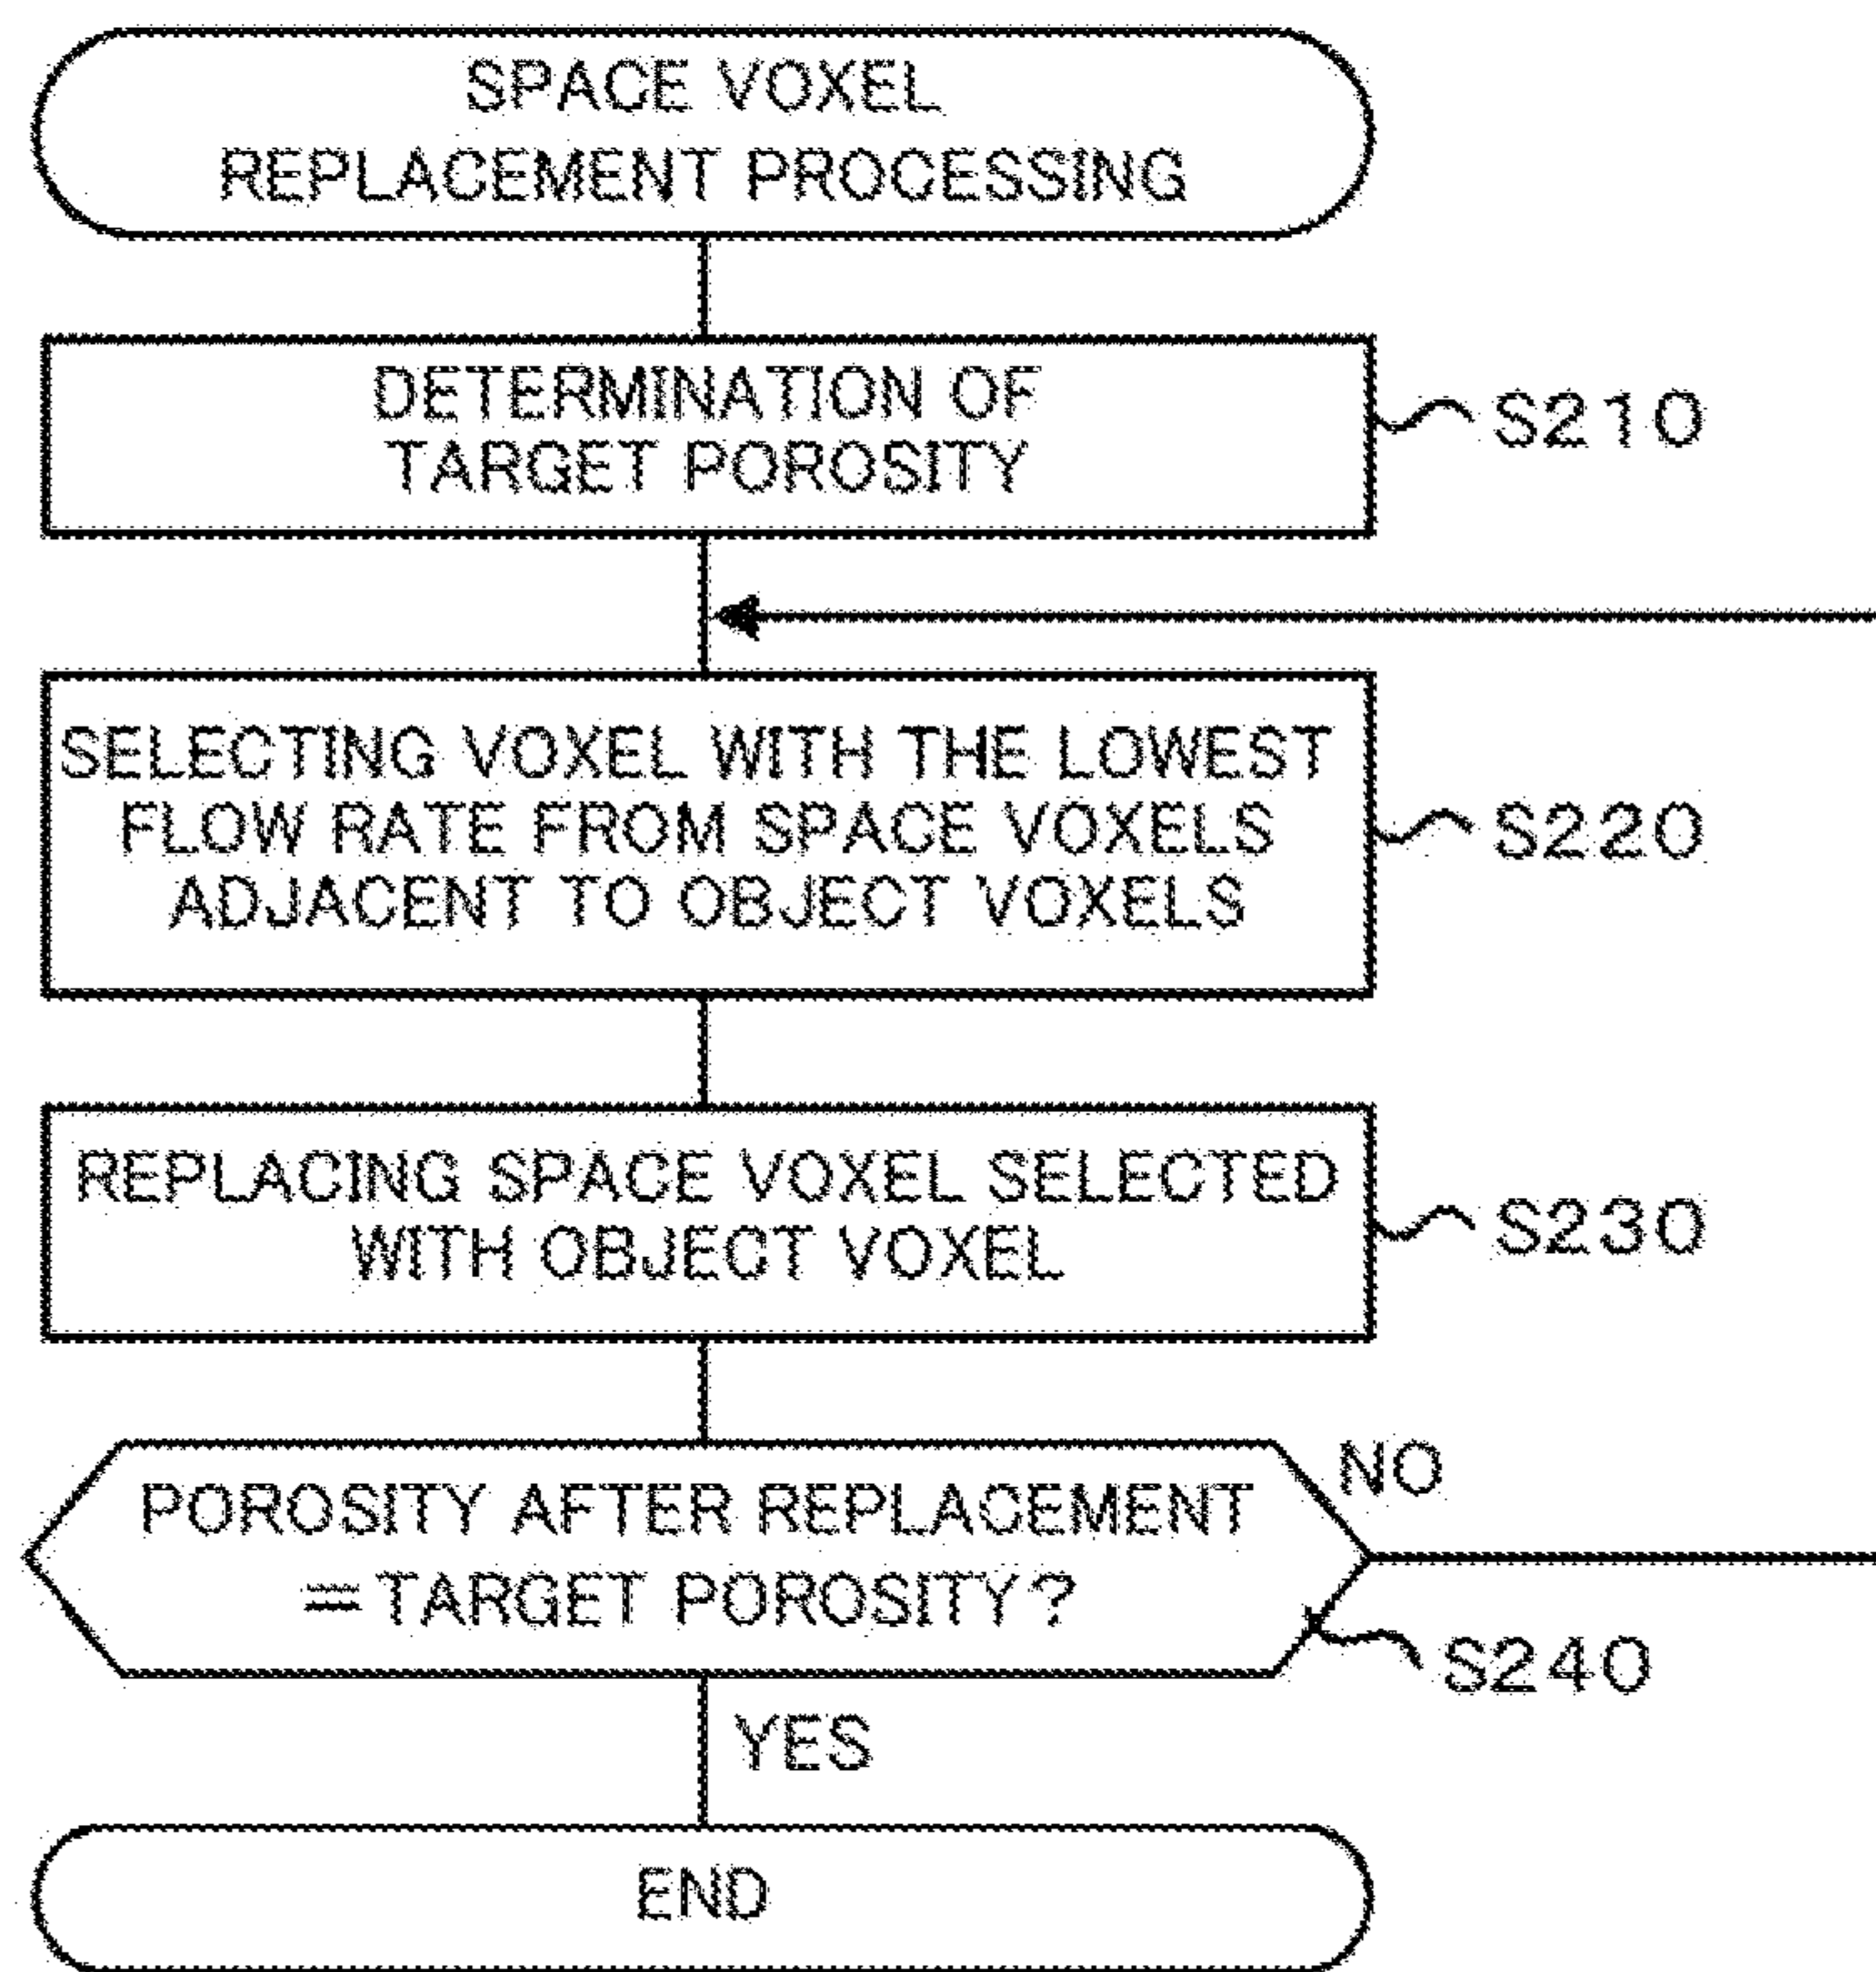 SPACE VOXEL
REPLACEMENT PROCESSING
DETERMINATION OF
TARGET POROSITY
S210
SELECTING VOXEL WITH THE LOWEST
FLOW RATE FROM SPACE VOXELS
ADJACENT TO OBJECT VOXELS
S220
REPLACING SPACE VOXEL SELECTED
WITH OBJECT VOXEL
S230
POROSITY AFTER REPLACEMENT
=TARGET POROSITY?
NO
S240
YES
END